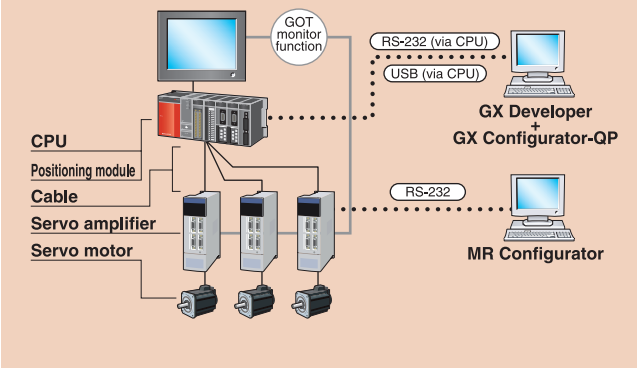 GOT
monitor
function
RS-232 (via CPU)
USB (via CPU)
GX Developer
+
GX Configurator-QP
CPU
Positioning module
Cable
Servo amplifier
Servo motor
RS-232
MR Configurator